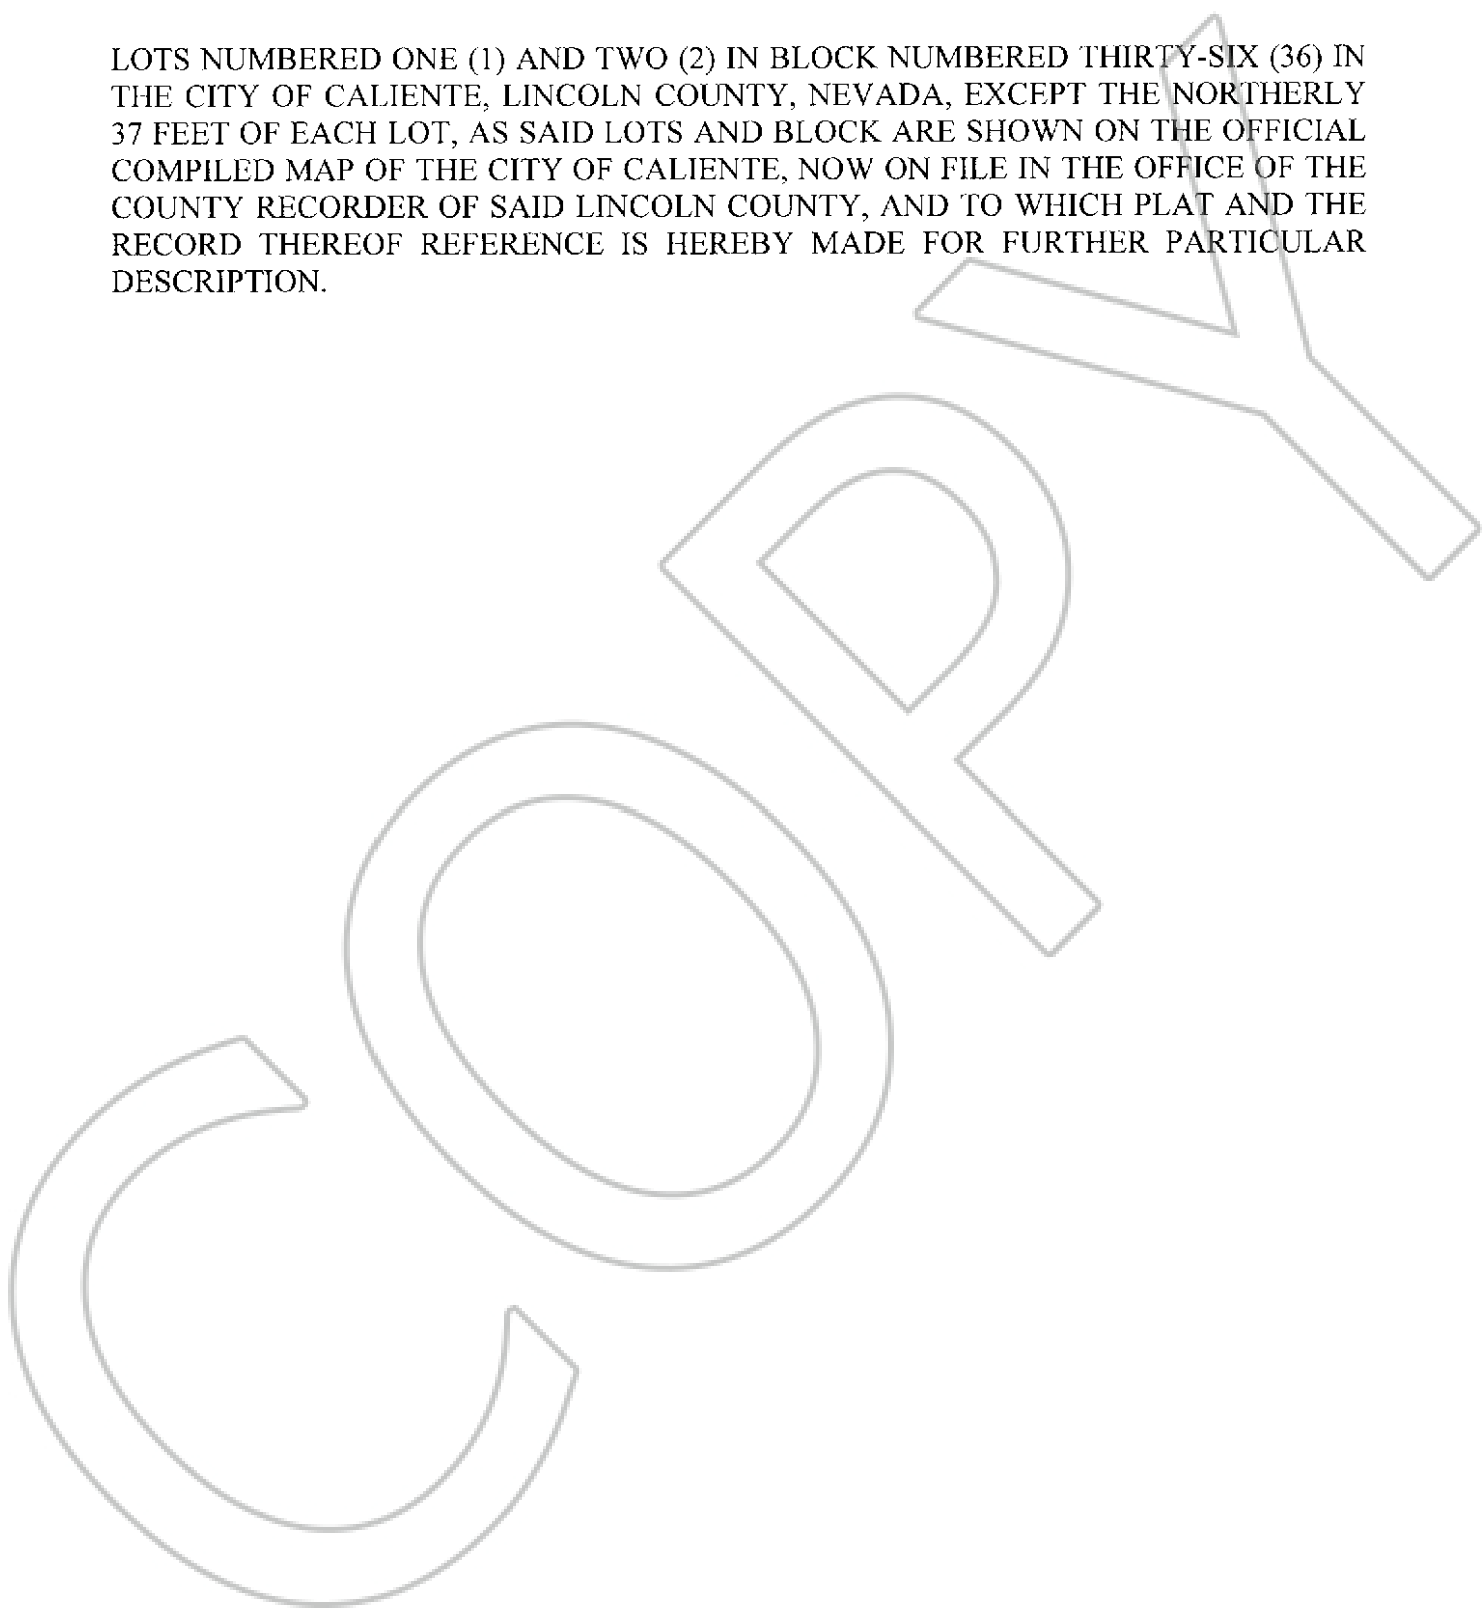 LOTS NUMBERED ONE (1) AND TWO (2) IN BLOCK NUMBERED THIRTY-SIX (36) IN
THE CITY OF CALIENTE, LINCOLN COUNTY, NEVADA, EXCEPT THE NORTHERLY
37 FEET OF EACH LOT, AS SAID LOTS AND BLOCK ARE SHOWN ON THE OFFICIAL
COMPILED MAP OF THE CITY OF CALIENTE, NOW ON FILE IN THE OFFICE OF THE
COUNTY RECORDER OF SAID LINCOLN COUNTY, AND TO WHICH PLAT AND THE
RECORD THEREOF REFERENCE IS HEREBY MADE FOR FURTHER PARTICULAR
DESCRIPTION.
COPY